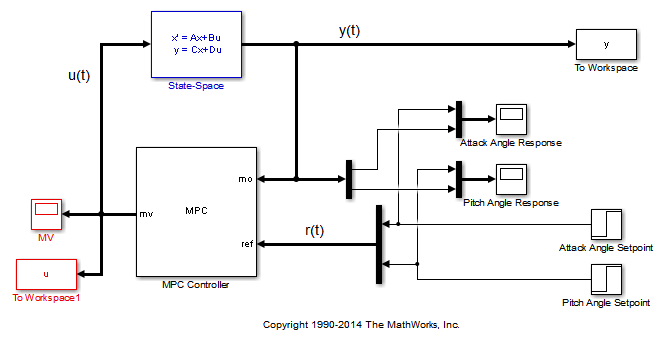 y(t)
x' = Ax+Bu
y = Cx+Du
y
u(t)
State-Space
To Workspace
Attack Angle Response
MPC
mo
mv
ref
Pitch Angle Response
r(t)
MV
Attack Angle Setpoint
u
To Workspace1
MPC Controller
Pitch Angle Setpoint
Copyright 1990-2014 The MathWorks, Inc.